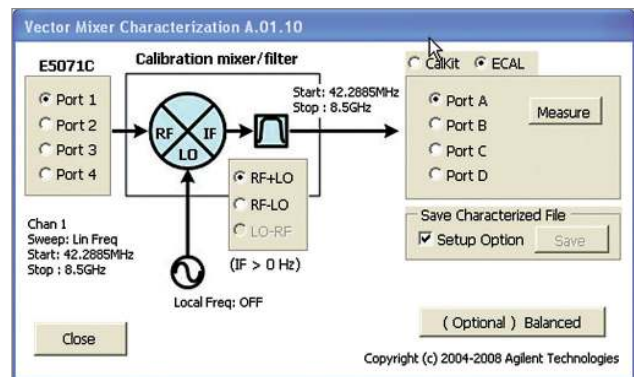 Vector Mixer Characterization A.01.10
E5071C
Port 1
Port 2
Port 3
Port 4
Chan 1
Sweep: Lin Freq
Start: 42.2885MHz
Stop : 8.5GHz
Close
Calibration mixer/filter
RF
IF
LO
RF+LO
RF-LO
LO-RF
(IF > 0 Hz)
Local Freq: OFF
Start: 42.2885MHz
Stop : 8.5GHz
CalKit
ECAL
Port A
Port B
Port C
Port D
Measure
Save Characterized File
Setup Option
Save
( Optional ) Balanced
Copyright (c) 2004-2008 Agilent Technologies